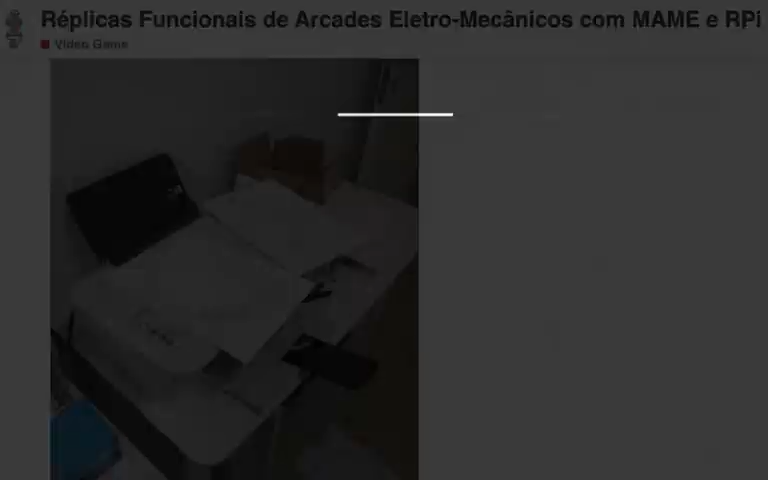 Réplicas Funcionais de Arcades Eletro-Mecânicos com MAME e RPi
Video Game